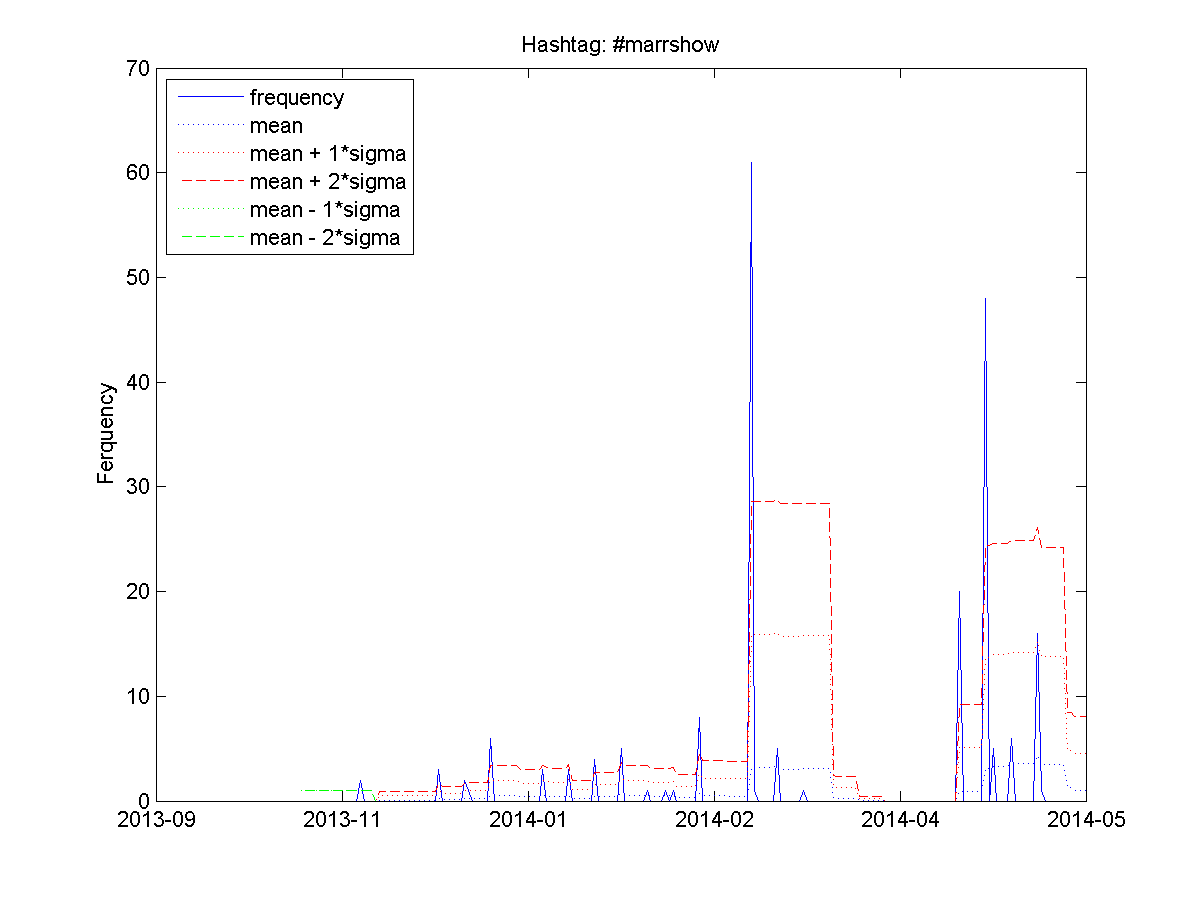 Hashtag: #marrshow
70
60
50
40
30
20
10
0
Ferquency
frequency
mean
mean + 1*sigma
mean + 2*sigma
mean - 1*sigma
mean - 2*sigma
2013-09 2013-11 2014-01 2014-02 2014-04 2014-05